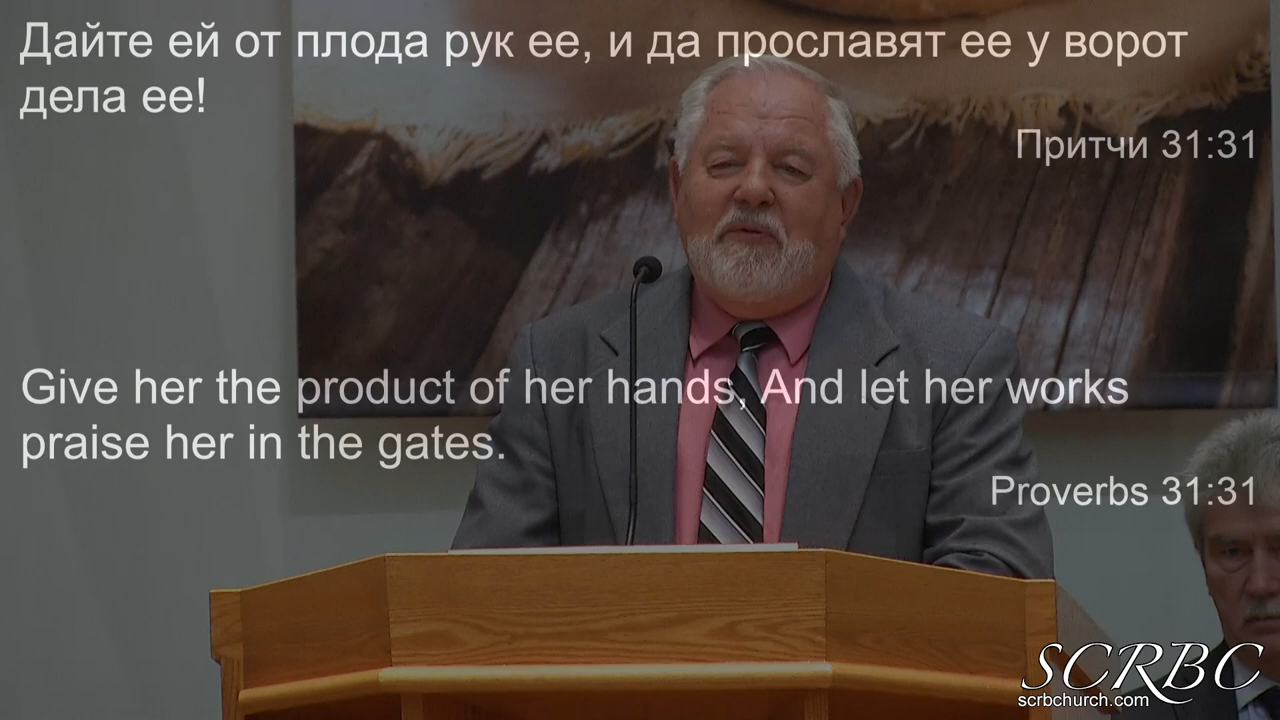 Дайте ей от плода рук ее, и да прославят ее у ворот
дела ее!
Притчи 31:31
Give her the product of her hands, And let her works
praise her in the gates.
Proverbs 31:31
SCRBC
scrbchurch.com